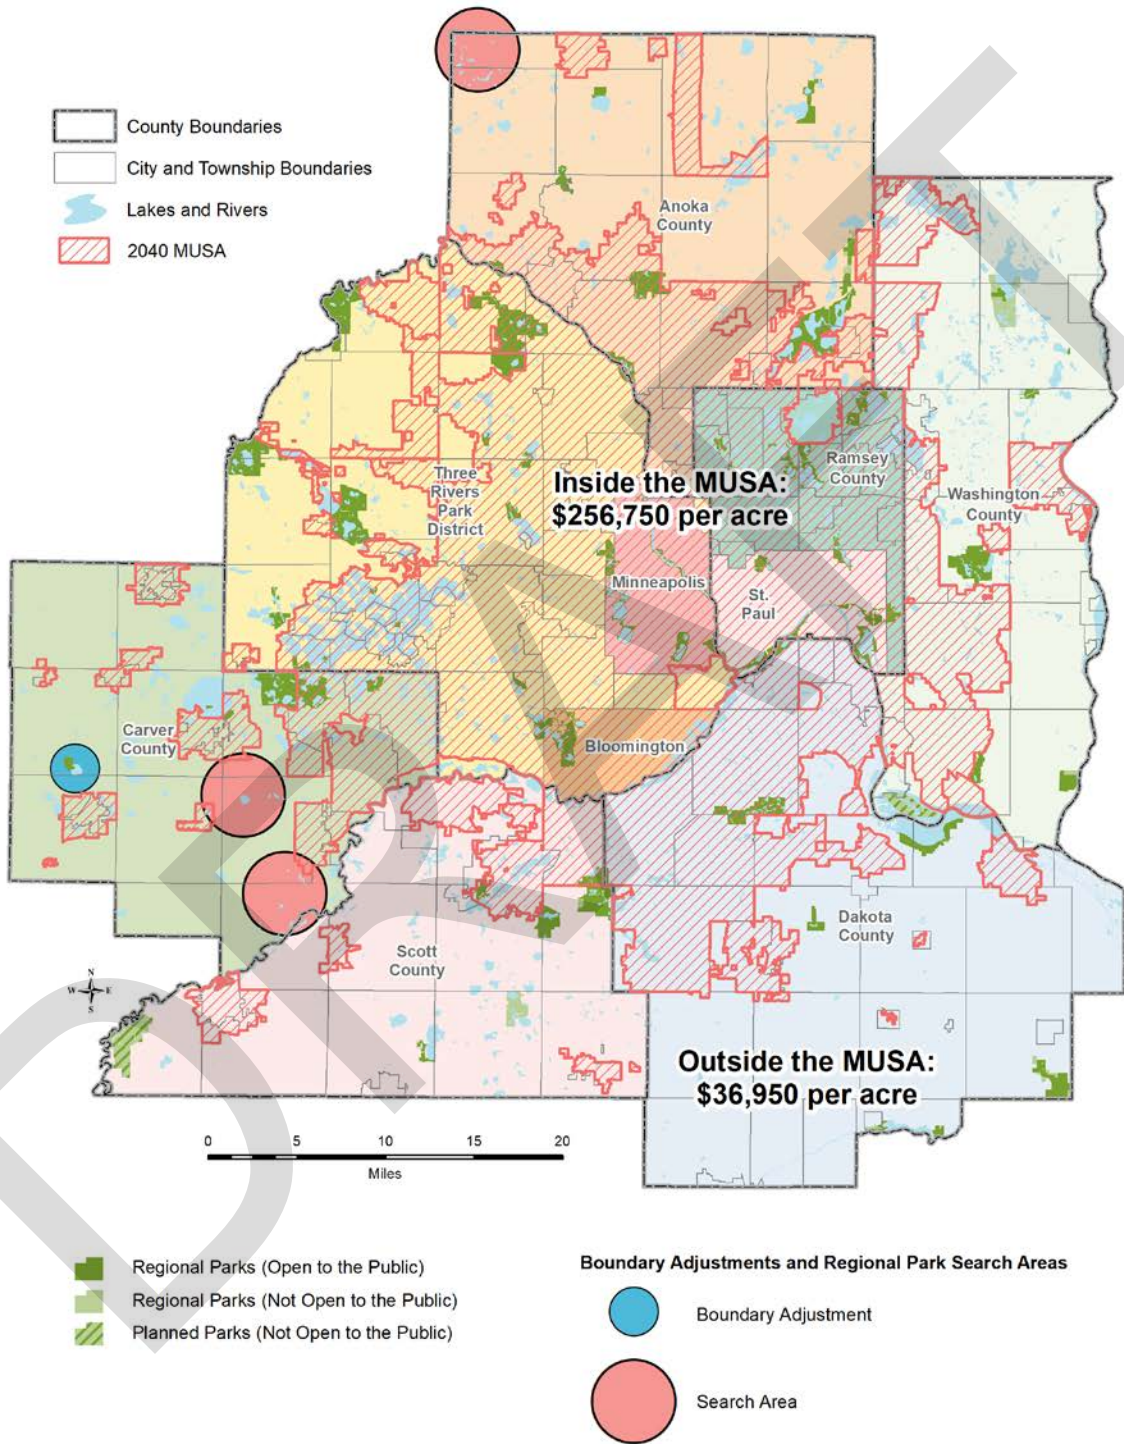 County Boundaries
City and Township Boundaries
Lakes and Rivers
2040 MUSA
Anoka
County
Three
Rivers
Park
District
Ramsey
County
Inside the MUSA:
$256,750 per acre
Washington
County
Minneapolis
St.
Paul
Carver
County
Bloomington
Dakota
County
Scott
County
N
W E
S
Outside the MUSA:
$36,950 per acre
0 5 10 15 20
Miles
DRAFT
Regional Parks (Open to the Public)
Regional Parks (Not Open to the Public)
Planned Parks (Not Open to the Public)
Boundary Adjustments and Regional Park Search Areas
Boundary Adjustment
Search Area